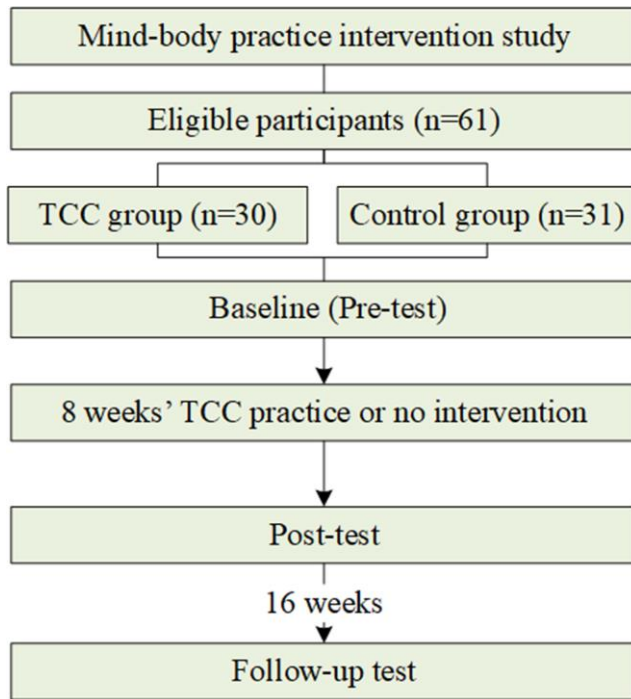 Mind-body practice intervention study
Eligible participants (n=61)
TCC group (n=30)
Control group (n=31)
Baseline (Pre-test)
8 weeks’ TCC practice or no intervention
Post-test
16 weeks
Follow-up test